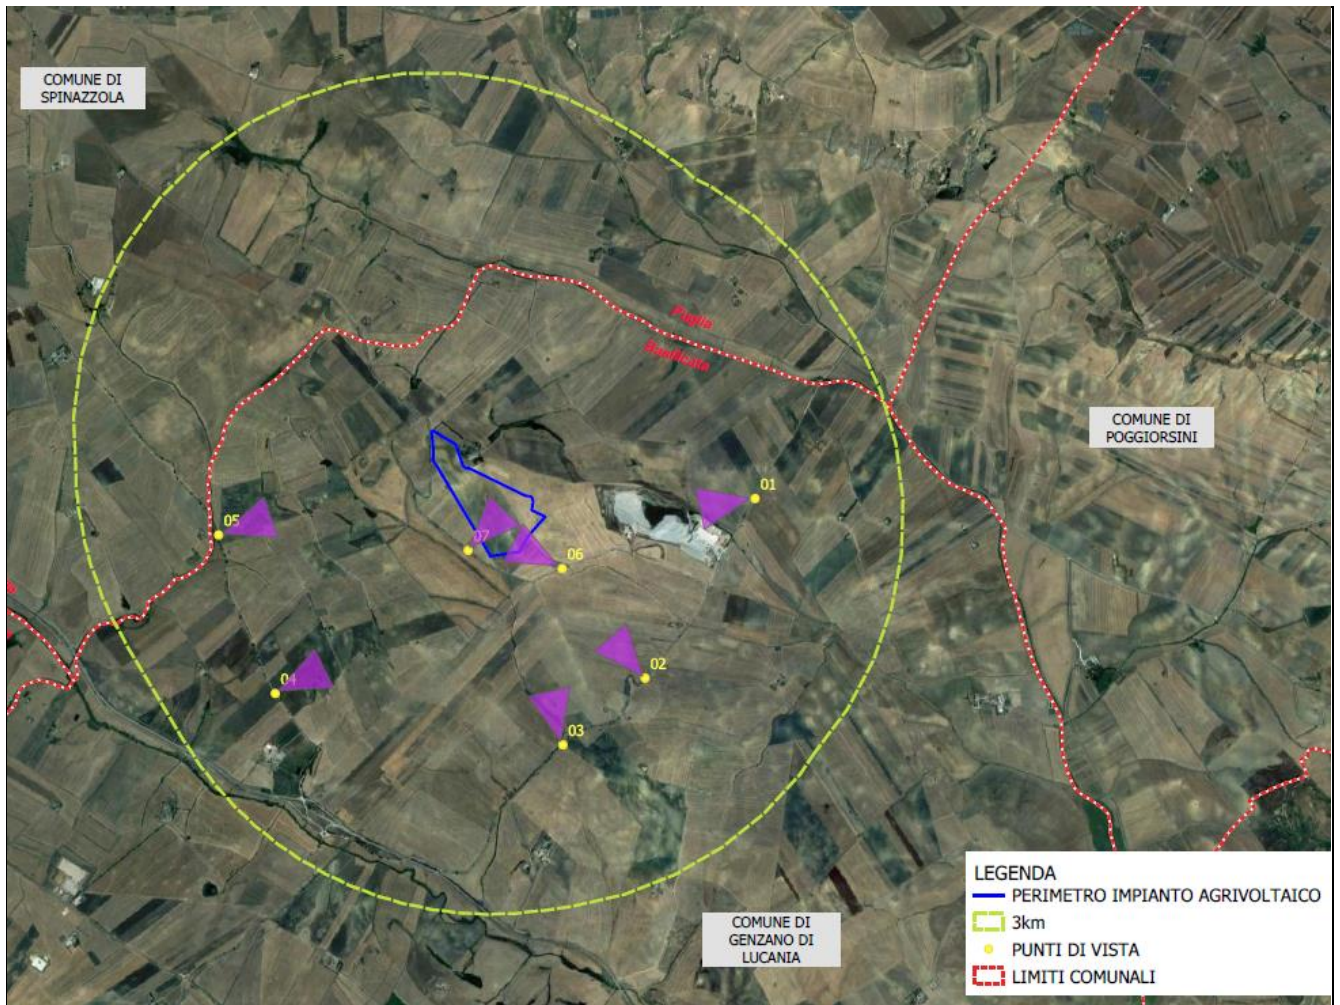 COMUNE DI
SPINAZZOLA
Puglia
Basilicata
COMUNE DI
POGGIORSINI
01
05
07
06
02
04
03
LEGENDA
PERIMETRO IMPIANTO AGRIVOLTAICO
3km
PUNTI DI VISTA
LIMITI COMUNALI
COMUNE DI
GENZANO DI
LUCANIA